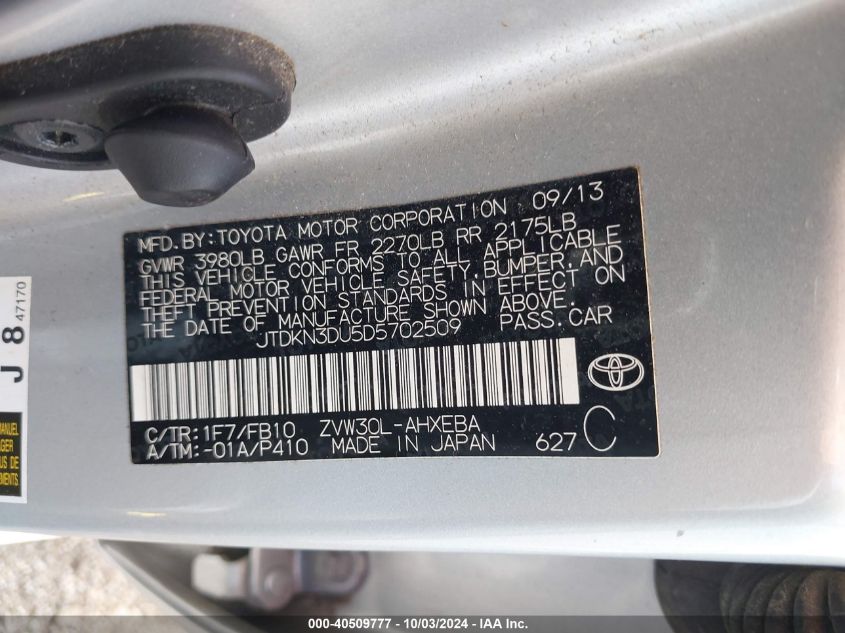 MFD. BY: TOYOTA MOTOR CORPORATION 09/13
GVWR 3980LB GAWR FR 2270LB RR 2175LB
THIS VEHICLE CONFORMS TO ALL APPLICABLE
FEDERAL MOTOR VEHICLE SAFETY, BUMPER, AND
THEFT PREVENTION STANDARDS IN EFFECT ON
THE DATE OF MANUFACTURE SHOWN ABOVE.
JTDKN3DU5D5702509 PASS. CAR
C/TR: 1F7/FB10 ZVW30L-AHXEBA
A/TM: -01A/P410 MADE IN JAPAN 627 C
J 8 47170
000-40509777 - 10/03/2024 - IAA Inc.